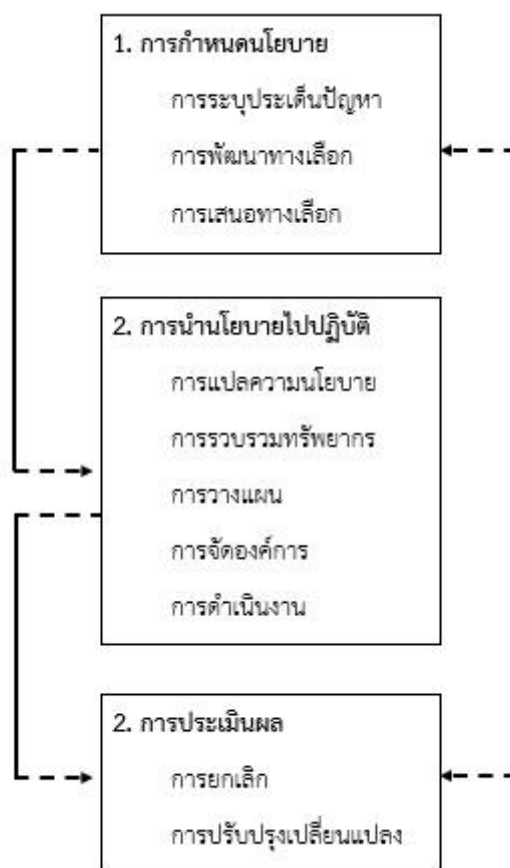 1. การกำหนดนโยบาย
การระบุประเด็นปัญหา
การพัฒนาทางเลือก
การเสนอทางเลือก
2. การนำนโยบายไปปฏิบัติ
การแปลความนโยบาย
การรวบรวมทรัพยากร
การวางแผน
การจัดองค์การ
การดำเนินงาน
2. การประเมินผล
การยกเลิก
การปรับปรุงเปลี่ยนแปลง